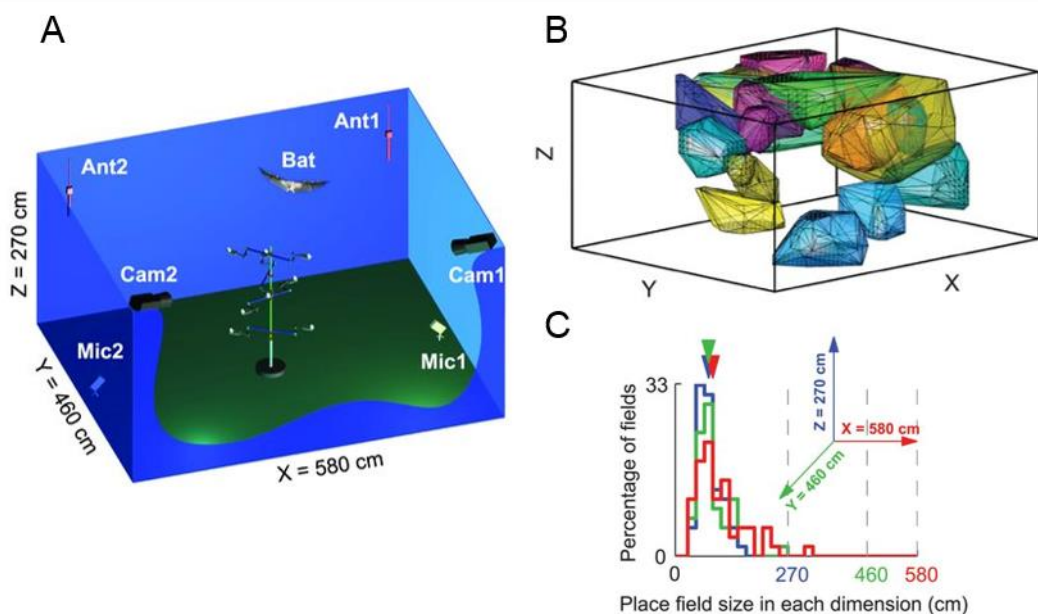 A
Ant1
Ant2
Bat
Z = 270 cm
Cam2
Cam1
Mic2
Mic1
Y = 460 cm
X = 580 cm
B
Z
Y
X
C
33
Percentage of fields
0
Z = 270 cm
X = 580 cm
Y = 460 cm
0
270
460
580
Place field size in each dimension (cm)